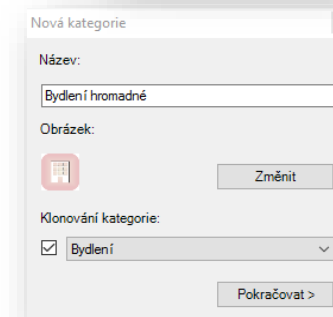 Nová kategorie
Název:
Bydlení hromadné
Obrázek:
Změnit
Klonování kategorie:
Bydlení
Pokračovat >